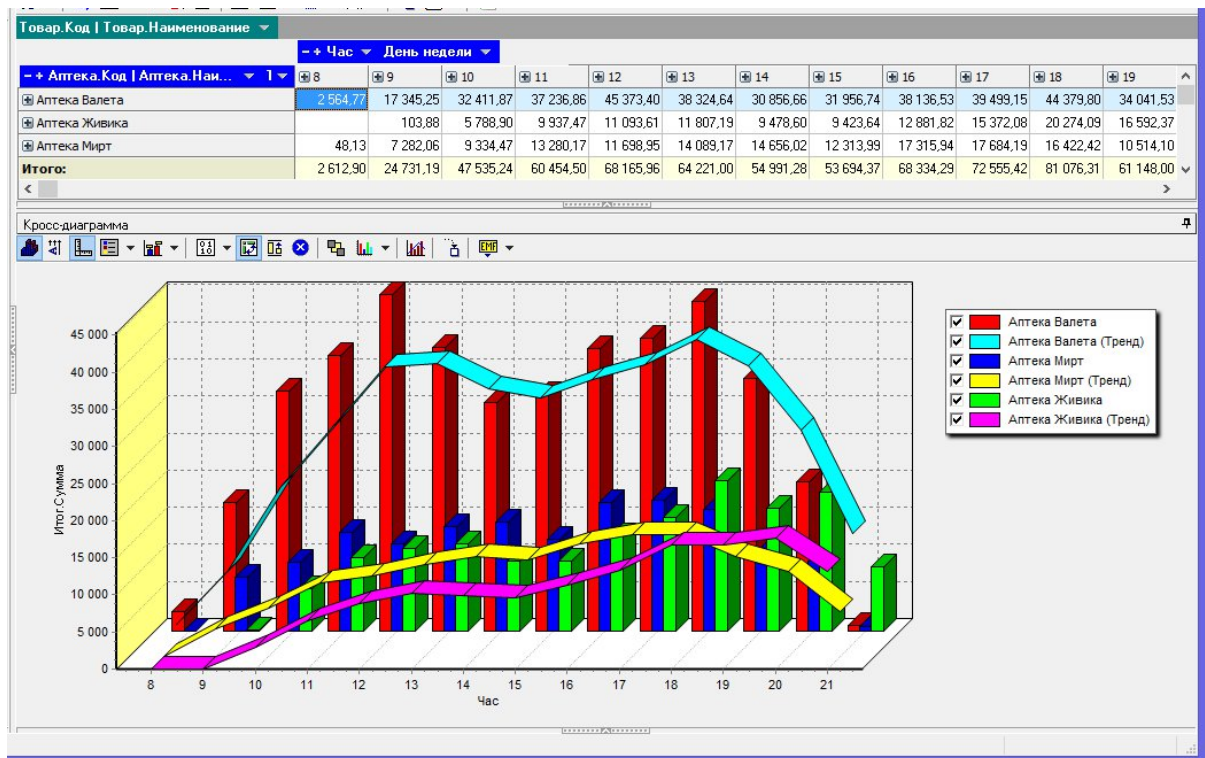 Товар.Код | Товар.Наименование
– + Час День недели
– + Аптека.Код | Аптека.Наи... 1 8 9 10 11 12 13 14 15 16 17 18 19
Аптека Валета 2 564,77 17 345,25 32 411,87 37 236,86 45 373,40 38 324,64 30 856,66 31 956,74 38 136,53 39 499,15 44 379,80 34 041,53
Аптека Живика 103,88 5 788,90 9 937,47 11 093,61 11 807,19 9 478,60 9 423,64 12 881,82 15 372,08 20 274,09 16 592,37
Аптека Мирт 48,13 7 282,06 9 334,47 13 280,17 11 698,95 14 089,17 14 656,02 12 313,99 17 315,94 17 684,19 16 422,42 10 514,10
Итого: 2 612,90 24 731,19 47 535,24 60 454,50 68 165,96 64 221,00 54 991,28 53 694,37 68 334,29 72 555,42 81 076,31 61 148,00
Кросс-диаграмма
EMF
Аптека Валета
Аптека Валета (Тренд)
Аптека Мирт
Аптека Мирт (Тренд)
Аптека Живика
Аптека Живика (Тренд)
45 000
40 000
35 000
30 000
25 000
20 000
15 000
10 000
5 000
0
Итог.Сумма
8 9 10 11 12 13 14 15 16 17 18 19 20 21
Час